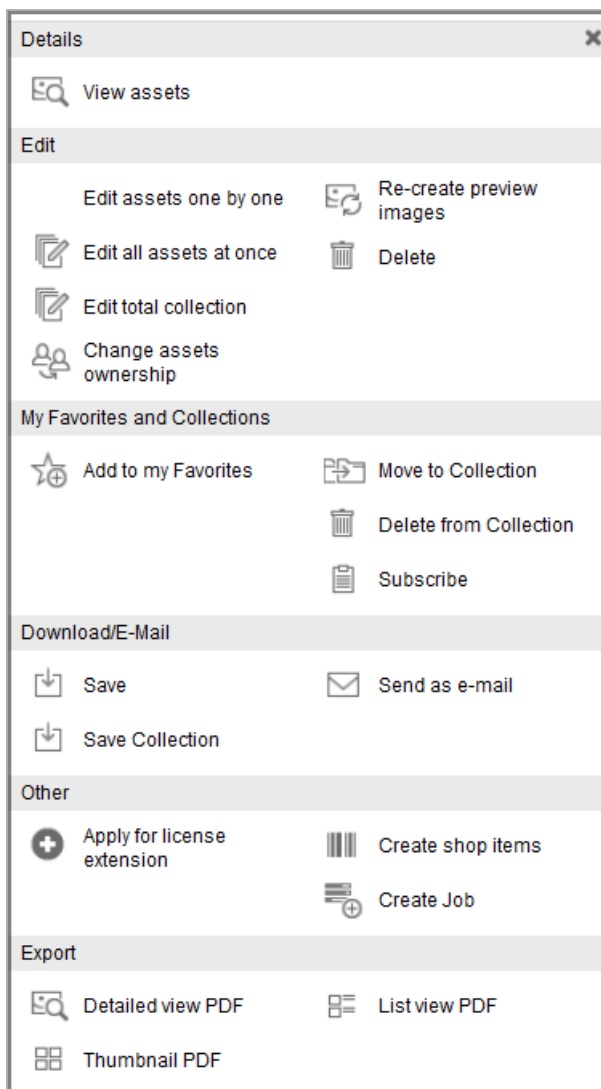 Details
View assets
Edit
Edit assets one by one
Re-create preview
images
Edit all assets at once
Delete
Edit total collection
Change assets
ownership
My Favorites and Collections
Add to my Favorites
Move to Collection
Delete from Collection
Subscribe
Download/E-Mail
Save
Send as e-mail
Save Collection
Other
Apply for license
extension
Create shop items
Create Job
Export
Detailed view PDF
List view PDF
Thumbnail PDF